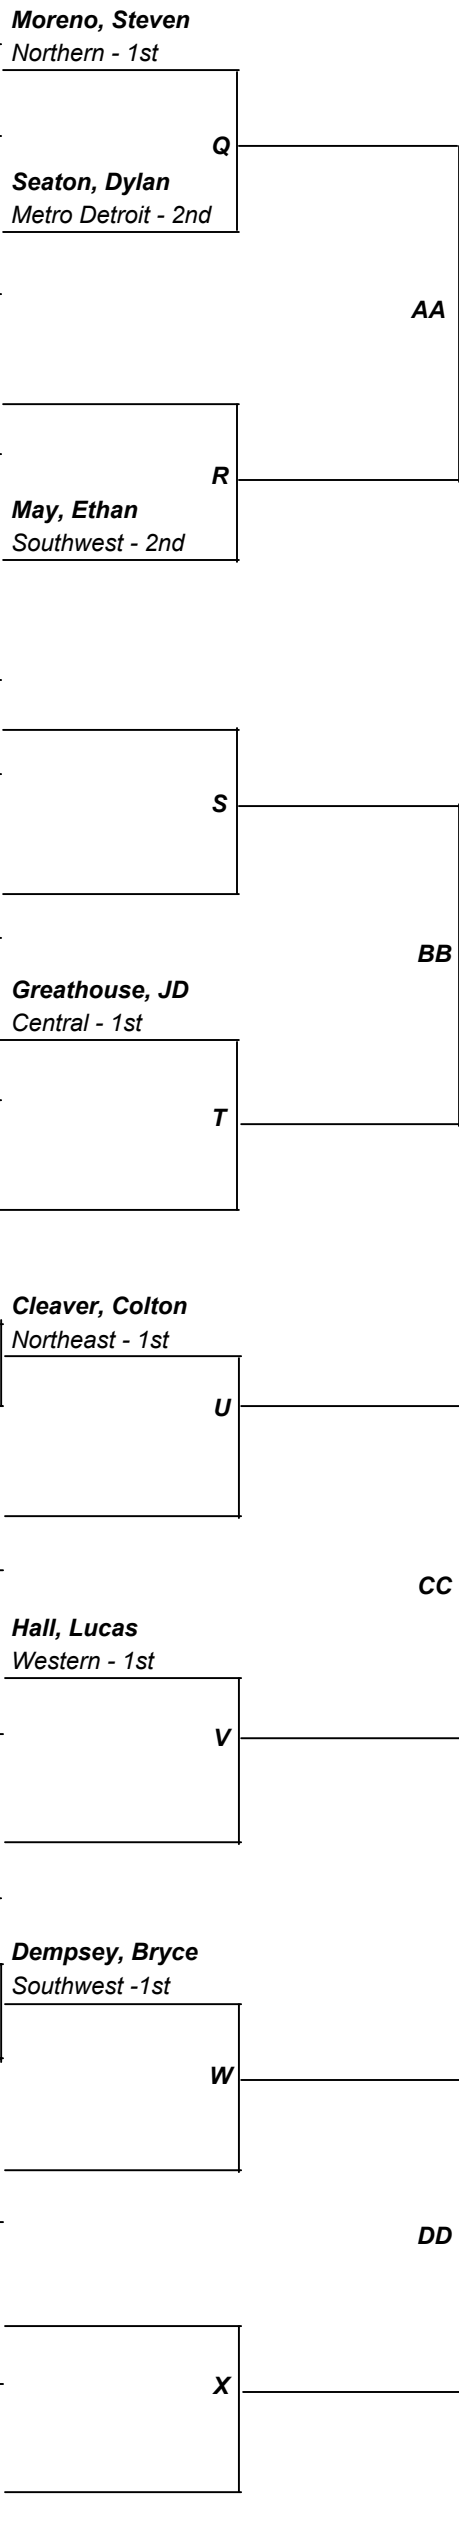 Moreno, Steven
Northern - 1st
Q
Seaton, Dylan
Metro Detroit - 2nd
AA
R
May, Ethan
Southwest - 2nd
S
BB
Greathouse, JD
Central - 1st
T
Cleaver, Colton
Northeast - 1st
U
CC
Hall, Lucas
Western - 1st
V
Dempsey, Bryce
Southwest -1st
W
DD
X